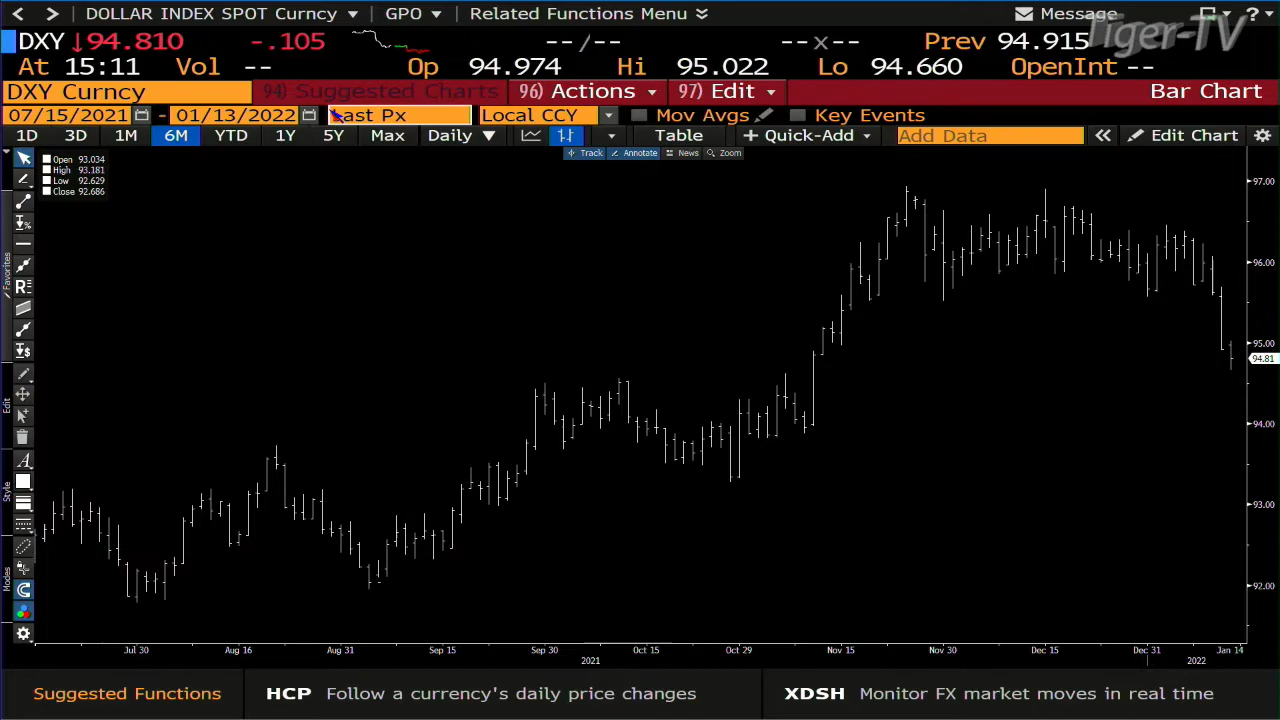 DOLLAR INDEX SPOT Curncy GPO Related Functions Menu Message ?
Tiger-TV
DXY ↓94.810 -.105 --/-- --x-- Prev 94.915
At 15:11 Vol -- Op 94.974 Hi 95.022 Lo 94.660 OpenInt --
DXY Curncy 94) Suggested Charts 96) Actions 97) Edit Bar Chart
07/15/2021 - 01/13/2022 Last Px Local CCY Mov Avgs Key Events
1D 3D 1M 6M YTD 1Y 5Y Max Daily Table + Quick-Add Add Data « Edit Chart
Track Annotate News Zoom
Open 93.034
High 93.181
Low 92.629
Close 92.686
Favorites
Edit
Style
Modes
97.00
96.00
95.00
94.81
94.00
93.00
92.00
Jul 30 Aug 16 Aug 31 Sep 15 Sep 30 Oct 15 Oct 29 Nov 15 Nov 30 Dec 15 Dec 31 Jan 14
2021 2022
Suggested Functions HCP Follow a currency's daily price changes XDSH Monitor FX market moves in real time